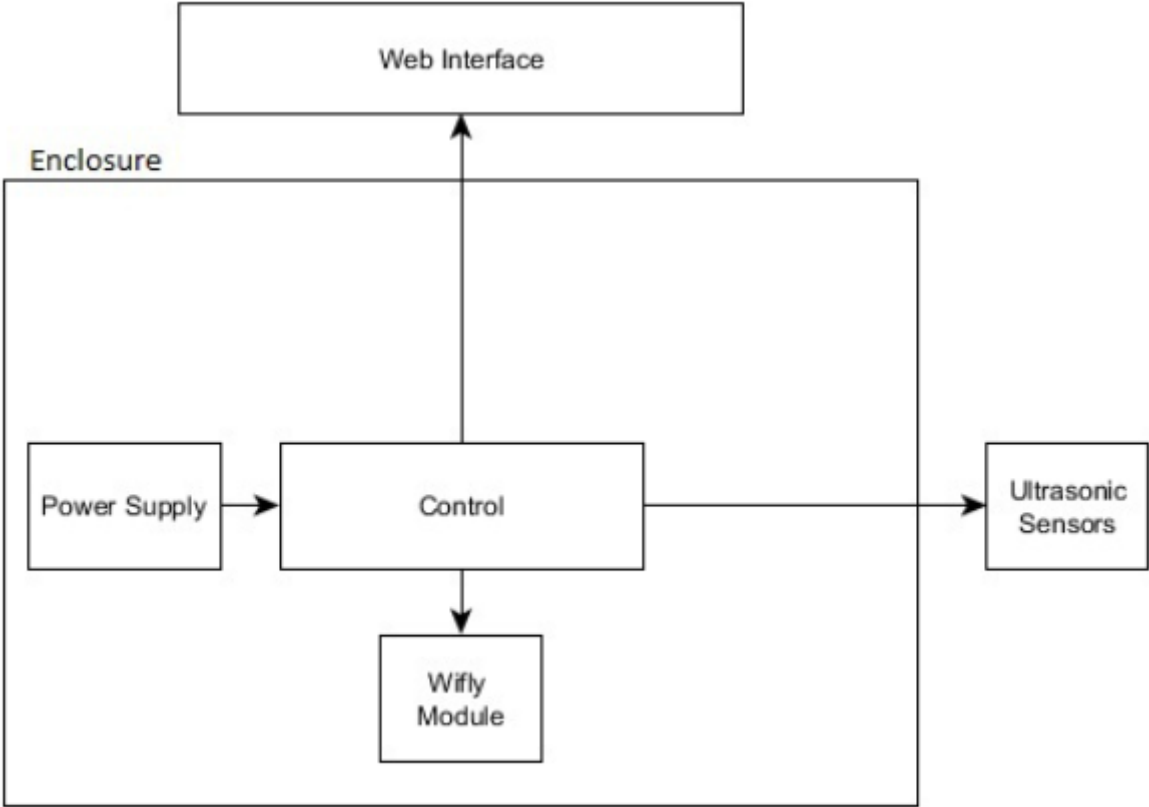 Web Interface
Enclosure
Power Supply
Control
Ultrasonic
Sensors
Wifly
Module